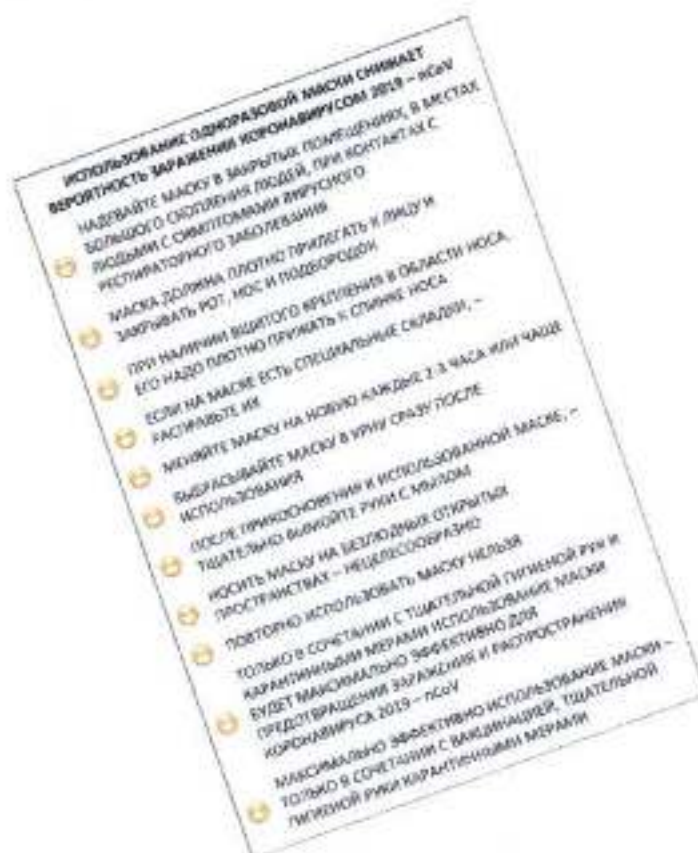 ИСПОЛЬЗОВАНИЕ ОДНОРАЗОВОЙ МАСКИ СНИЖАЕТ
ВЕРОЯТНОСТЬ ЗАРАЖЕНИЯ КОРОНАВИРУСОМ 2019 – nCoV
НАДЕВАЙТЕ МАСКУ В ЗАКРЫТЫХ ПОМЕЩЕНИЯХ, В МЕСТАХ
БОЛЬШОГО СКОПЛЕНИЯ ЛЮДЕЙ, ПРИ КОНТАКТАХ С
ЛЮДЬМИ С СИМПТОМАМИ ВИРУСНОГО
РЕСПИРАТОРНОГО ЗАБОЛЕВАНИЯ
МАСКА ДОЛЖНА ПЛОТНО ПРИЛЕГАТЬ К ЛИЦУ И
ЗАКРЫВАТЬ РОТ, НОС И ПОДБОРОДОК
ПРИ НАЛИЧИИ ВШИТОГО КРЕПЛЕНИЯ В ОБЛАСТИ НОСА,
ЕГО НАДО ПЛОТНО ПРИЖАТЬ К СПИНКЕ НОСА
ЕСЛИ НА МАСКЕ ЕСТЬ СПЕЦИАЛЬНЫЕ СКЛАДКИ, –
РАСПРАВЬТЕ ИХ
МЕНЯЙТЕ МАСКУ НА НОВУЮ КАЖДЫЕ 2-3 ЧАСА ИЛИ ЧАЩЕ
ВЫБРАСЫВАЙТЕ МАСКУ В УРНУ СРАЗУ ПОСЛЕ
ИСПОЛЬЗОВАНИЯ
ПОСЛЕ ПРИКОСНОВЕНИЯ К ИСПОЛЬЗОВАННОЙ МАСКЕ, –
ТЩАТЕЛЬНО ВЫМОЙТЕ РУКИ С МЫЛОМ
НОСИТЬ МАСКУ НА БЕЗЛЮДНЫХ ОТКРЫТЫХ
ПРОСТРАНСТВАХ – НЕЦЕЛЕСООБРАЗНО
ПОВТОРНО ИСПОЛЬЗОВАТЬ МАСКУ НЕЛЬЗЯ
ТОЛЬКО В СОЧЕТАНИИ С ТЩАТЕЛЬНОЙ ГИГИЕНОЙ РУК И
КАРАНТИННЫМИ МЕРАМИ ИСПОЛЬЗОВАНИЕ МАСКИ
БУДЕТ МАКСИМАЛЬНО ЭФФЕКТИВНО ДЛЯ
ПРЕДОТВРАЩЕНИЯ ЗАРАЖЕНИЯ И РАСПРОСТРАНЕНИЯ
КОРОНАВИРУСА 2019 – nCoV
МАКСИМАЛЬНО ЭФФЕКТИВНО ИСПОЛЬЗОВАНИЕ МАСКИ –
ТОЛЬКО В СОЧЕТАНИИ С ВАКЦИНАЦИЕЙ, ТЩАТЕЛЬНОЙ
ГИГИЕНОЙ РУК И КАРАНТИННЫМИ МЕРАМИ